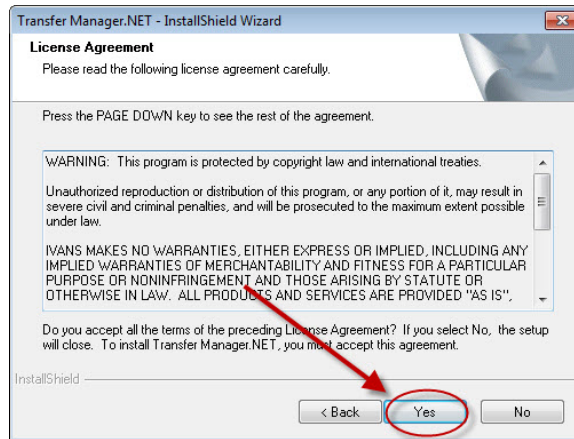 Transfer Manager.NET - InstallShield Wizard
License Agreement
Please read the following license agreement carefully.
Press the PAGE DOWN key to see the rest of the agreement.
WARNING: This program is protected by copyright law and international treaties.
Unauthorized reproduction or distribution of this program, or any portion of it, may result in
severe civil and criminal penalties, and will be prosecuted to the maximum extent possible
under law.
IVANS MAKES NO WARRANTIES, EITHER EXPRESS OR IMPLIED, INCLUDING ANY
IMPLIED WARRANTIES OF MERCHANTABILITY AND FITNESS FOR A PARTICULAR
PURPOSE OR NONINFRINGEMENT AND THOSE ARISING BY STATUTE OR
OTHERWISE IN LAW. ALL PRODUCTS AND SERVICES ARE PROVIDED "AS IS",
Do you accept all the terms of the preceding License Agreement? If you select No, the setup
will close. To install Transfer Manager.NET, you must accept this agreement.
InstallShield
< Back
Yes
No